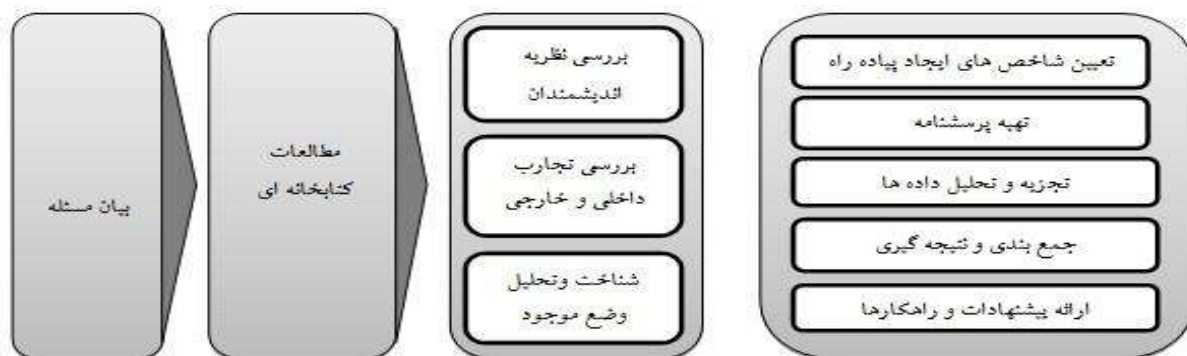 بیان مسئله
مطالعات
کتابخانه ای
بررسی نظریه
اندیشمندان
بررسی تجارب
داخلی و خارجی
شناخت وتحلیل
وضع موجود
تعیین شاخص های ایجاد پیاده راه
تهیه پرسشنامه
تجزیه و تحلیل داده ها
جمع بندی و نتیجه گیری
ارائه پیشنهادات و راهکارها